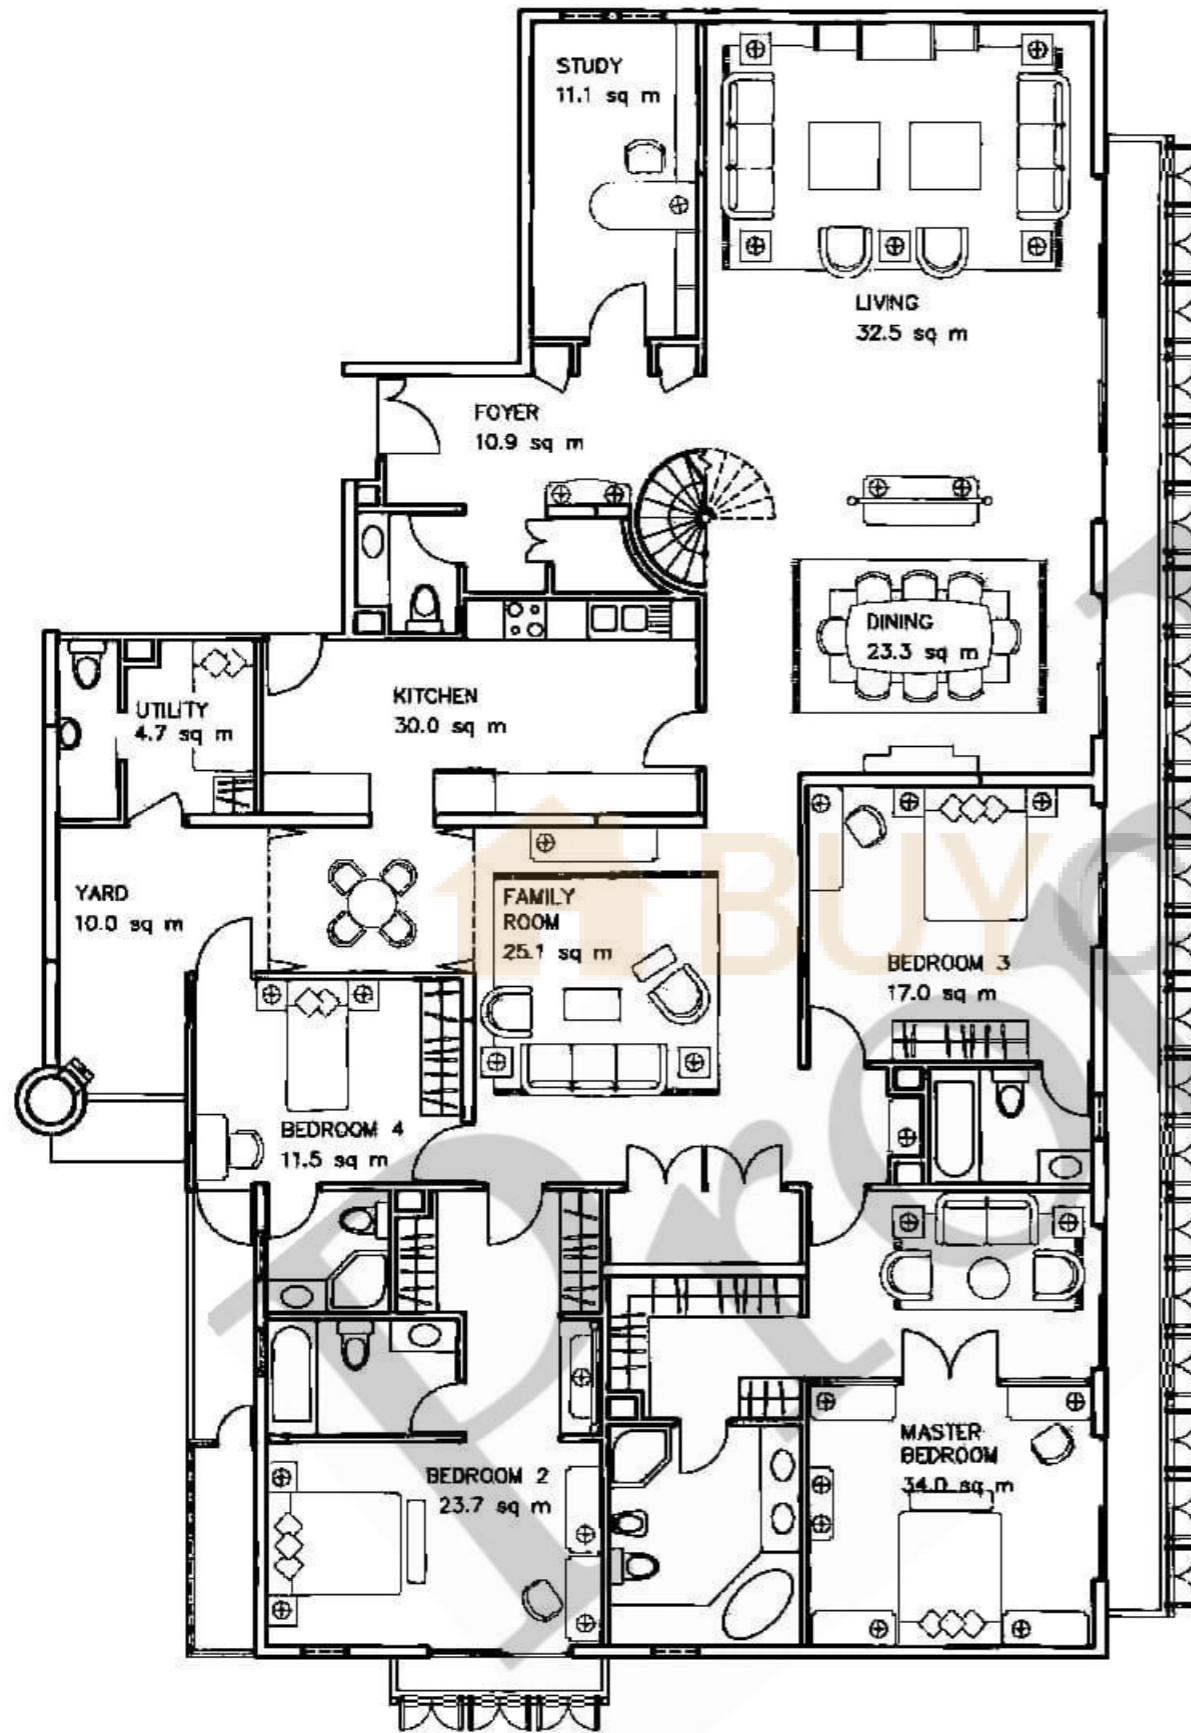 STUDY
11.1 sq m
LIVING
32.5 sq m
FOYER
10.9 sq m
DINING
23.3 sq m
KITCHEN
30.0 sq m
UTILITY
4.7 sq m
YARD
10.0 sq m
FAMILY
ROOM
25.1 sq m
BUY
BEDROOM 3
17.0 sq m
BEDROOM 4
11.5 sq m
MASTER
BEDROOM
34.0 sq m
BEDROOM 2
23.7 sq m